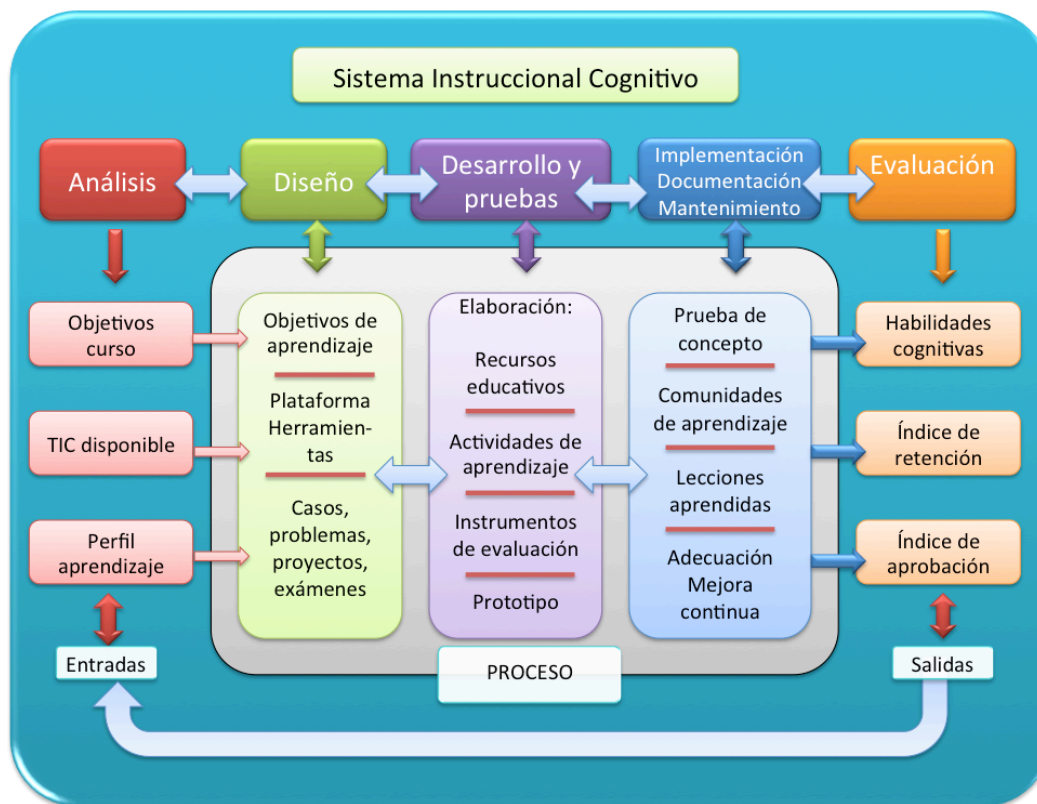 Sistema Instruccional Cognitivo
Análisis
Diseño
Desarrollo y
pruebas
Implementación
Documentación
Mantenimiento
Evaluación
Objetivos
curso
TIC disponible
Perfil
aprendizaje
Entradas
Objetivos de
aprendizaje
Plataforma
Herramien-
tas
Casos,
problemas,
proyectos,
exámenes
Elaboración:
Recursos
educativos
Actividades de
aprendizaje
Instrumentos
de evaluación
Prototipo
Prueba de
concepto
Comunidades
de aprendizaje
Lecciones
aprendidas
Adecuación
Mejora
continua
PROCESO
Habilidades
cognitivas
Índice de
retención
Índice de
aprobación
Salidas